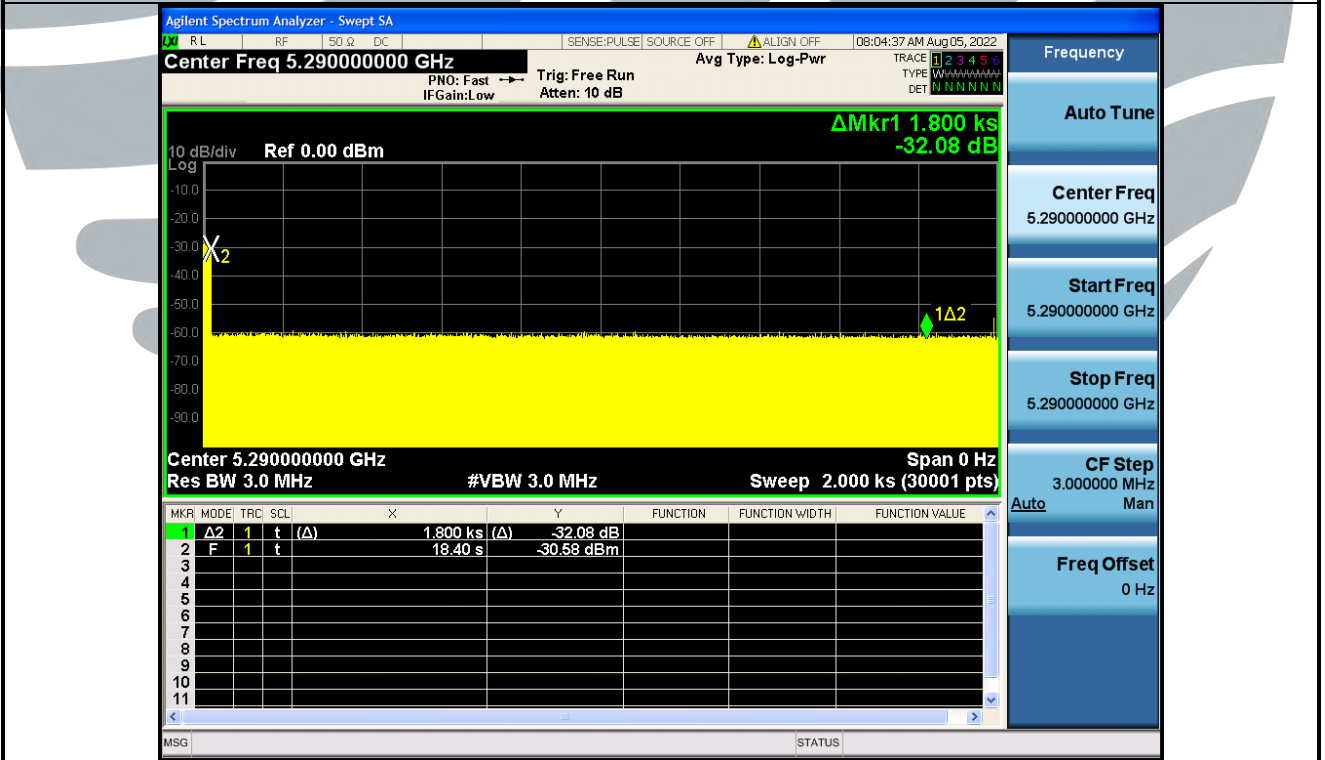 Agilent Spectrum Analyzer - Swept SA
LXI RL RF 50 Ω DC SENSE:PULSE SOURCE OFF ALIGN OFF 08:04:37 AM Aug 05, 2022
Center Freq 5.290000000 GHz Avg Type: Log-Pwr TRACE 1 2 3 4 5 6
PNO: Fast Trig: Free Run TYPE WWWWWW
IFGain:Low Atten: 10 dB DET N N N N N N
ΔMkr1 1.800 ks
10 dB/div Ref 0.00 dBm -32.08 dB
Log
-10.0
-20.0
-30.0
2
-40.0
-50.0
1Δ2
-60.0
-70.0
-80.0
-90.0
Center 5.290000000 GHz Span 0 Hz
Res BW 3.0 MHz #VBW 3.0 MHz Sweep 2.000 ks (30001 pts)
MKR MODE TRC SCL X Y FUNCTION FUNCTION WIDTH FUNCTION VALUE
1 Δ2 1 t (Δ) 1.800 ks (Δ) -32.08 dB
2 F 1 t 18.40 s -30.58 dBm
3
4
5
6
7
8
9
10
11
MSG STATUS
Frequency
Auto Tune
Center Freq
5.290000000 GHz
Start Freq
5.290000000 GHz
Stop Freq
5.290000000 GHz
CF Step
3.000000 MHz
Auto Man
Freq Offset
0 Hz